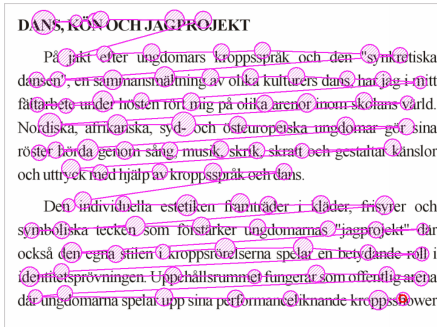 DANS, KÖN OCH JAGPROJEKT
På jakt efter ungdomars kroppsspråk och den "synkretiska
dansen", en sammansmältning av olika kulturers dans, har jag i mitt
fältarbete under hösten rört mig på olika arenor inom skolans värld.
Nordiska, afrikanska, syd- och östeuropeiska ungdomar gör sina
röster hörda genom sång, musik, skrik, skratt och gestaltar känslor
och uttryck med hjälp av kroppsspråk och dans.
Den individuella estetiken framträder i kläder, frisyrer och
symboliska tecken som förstärker ungdomarnas "jagprojekt" där
också den egna stilen i kroppsrörelserna spelar en betydande roll i
identitetsprövningen. Uppehållsrummet fungerar som offentlig arena
där ungdomarna spelar upp sina performanceliknande kroppsshower